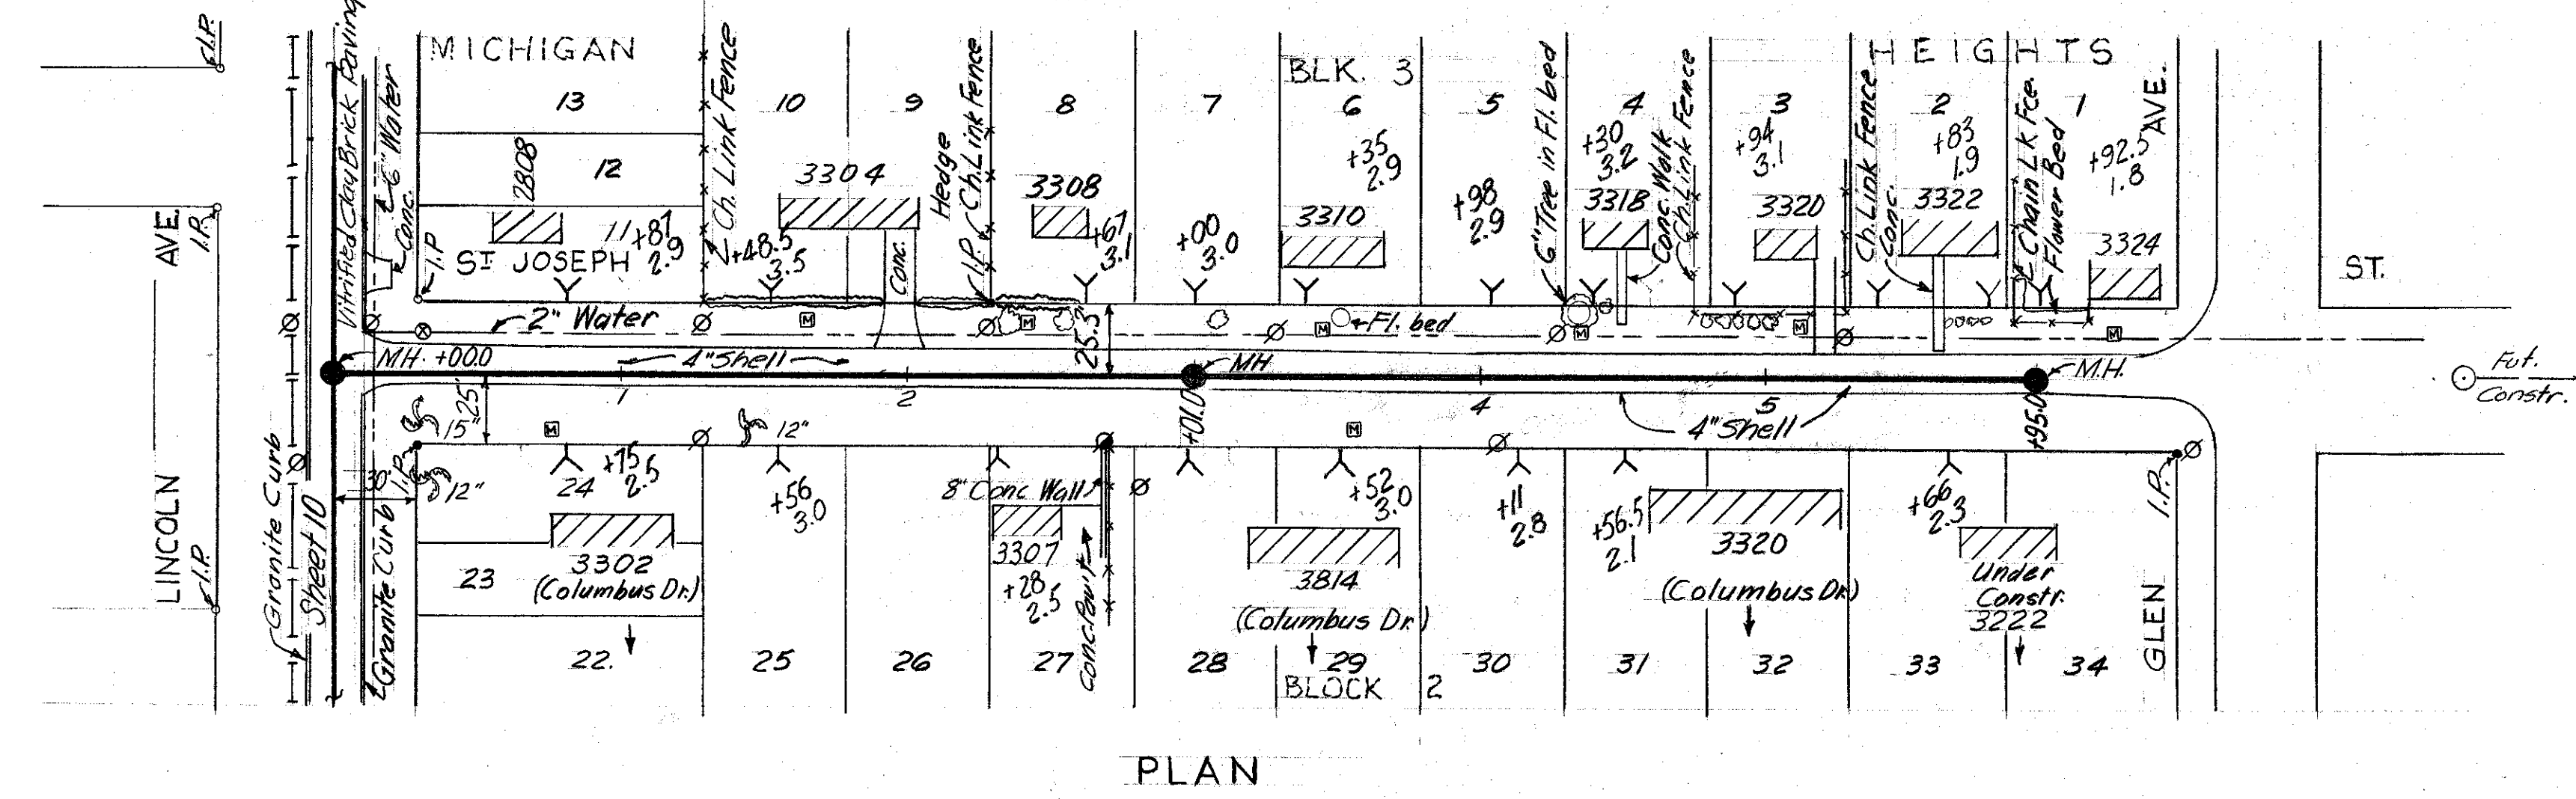 I.P.
Vitrified Clay Brick Paving
6" Water
Conc.
MICHIGAN
BLK. 3
HEIGHTS
13
10
9
8
7
6
5
4
3
2
1
12
11
2808
Ch. Link Fence
3304
Hedge
I.P.
Ch. Link Fence
3308
3310
6" Tree in Fl. bed
3318
Conc. Walk
Ch. Link Fence
3320
Ch. Link Fence
Conc.
3322
Chain LK Fce.
Flower Bed
3324
AVE.
ST.
AVE.
I.P.
I.P.
ST. JOSEPH
+87
2.9
+48.5
3.5
Conc.
+67
3.1
+00
3.0
+35
2.9
+98
2.9
+30
3.2
+94
3.1
+83
1.9
+92.5
1.8
2" Water
Fl. bed
M
M
M
M
M
M
MH. +00.0
4" Shell
25.5'
MH
M.H.
Fut.
Constr.
1
2
4
5
+01.0
4" Shell
+95.0
25'
15"
M
12"
M
LINCOLN
I.P.
Granite Curb
Sheet 10
30'
I.P.
12"
Granite Curb
24
+75
2.5
+56
3.0
8" Conc Wall
+52
3.0
+11
2.8
+56.5
2.1
+66
2.3
I.P.
23
3302
(Columbus Dr.)
3307
+28
2.5
Conc. Pav't
3814
(Columbus Dr.)
3320
(Columbus Dr.)
Under
Constr.
3222
GLEN
22.
25
26
27
28
29
30
31
32
33
34
BLOCK 2
PLAN